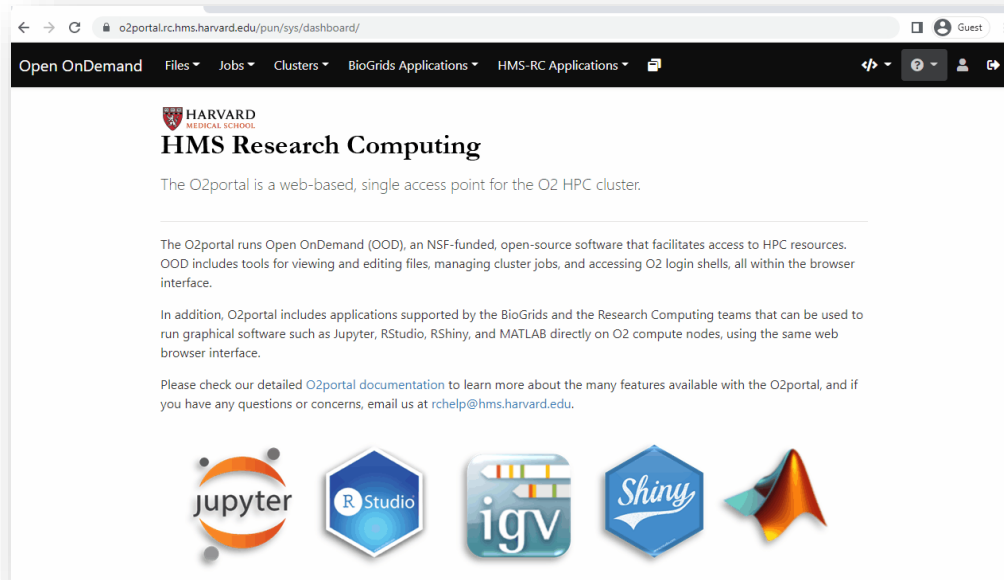 o2portal.rc.hms.harvard.edu/pun/sys/dashboard/
Guest
Open OnDemand Files Jobs Clusters BioGrids Applications HMS-RC Applications
HARVARD
MEDICAL SCHOOL
HMS Research Computing
The O2portal is a web-based, single access point for the O2 HPC cluster.
The O2portal runs Open OnDemand (OOD), an NSF-funded, open-source software that facilitates access to HPC resources.
OOD includes tools for viewing and editing files, managing cluster jobs, and accessing O2 login shells, all within the browser
interface.
In addition, O2portal includes applications supported by the BioGrids and the Research Computing teams that can be used to
run graphical software such as Jupyter, RStudio, RShiny, and MATLAB directly on O2 compute nodes, using the same web
browser interface.
Please check our detailed O2portal documentation to learn more about the many features available with the O2portal, and if
you have any questions or concerns, email us at rchelp@hms.harvard.edu.
jupyter
R Studio
igv
Shiny